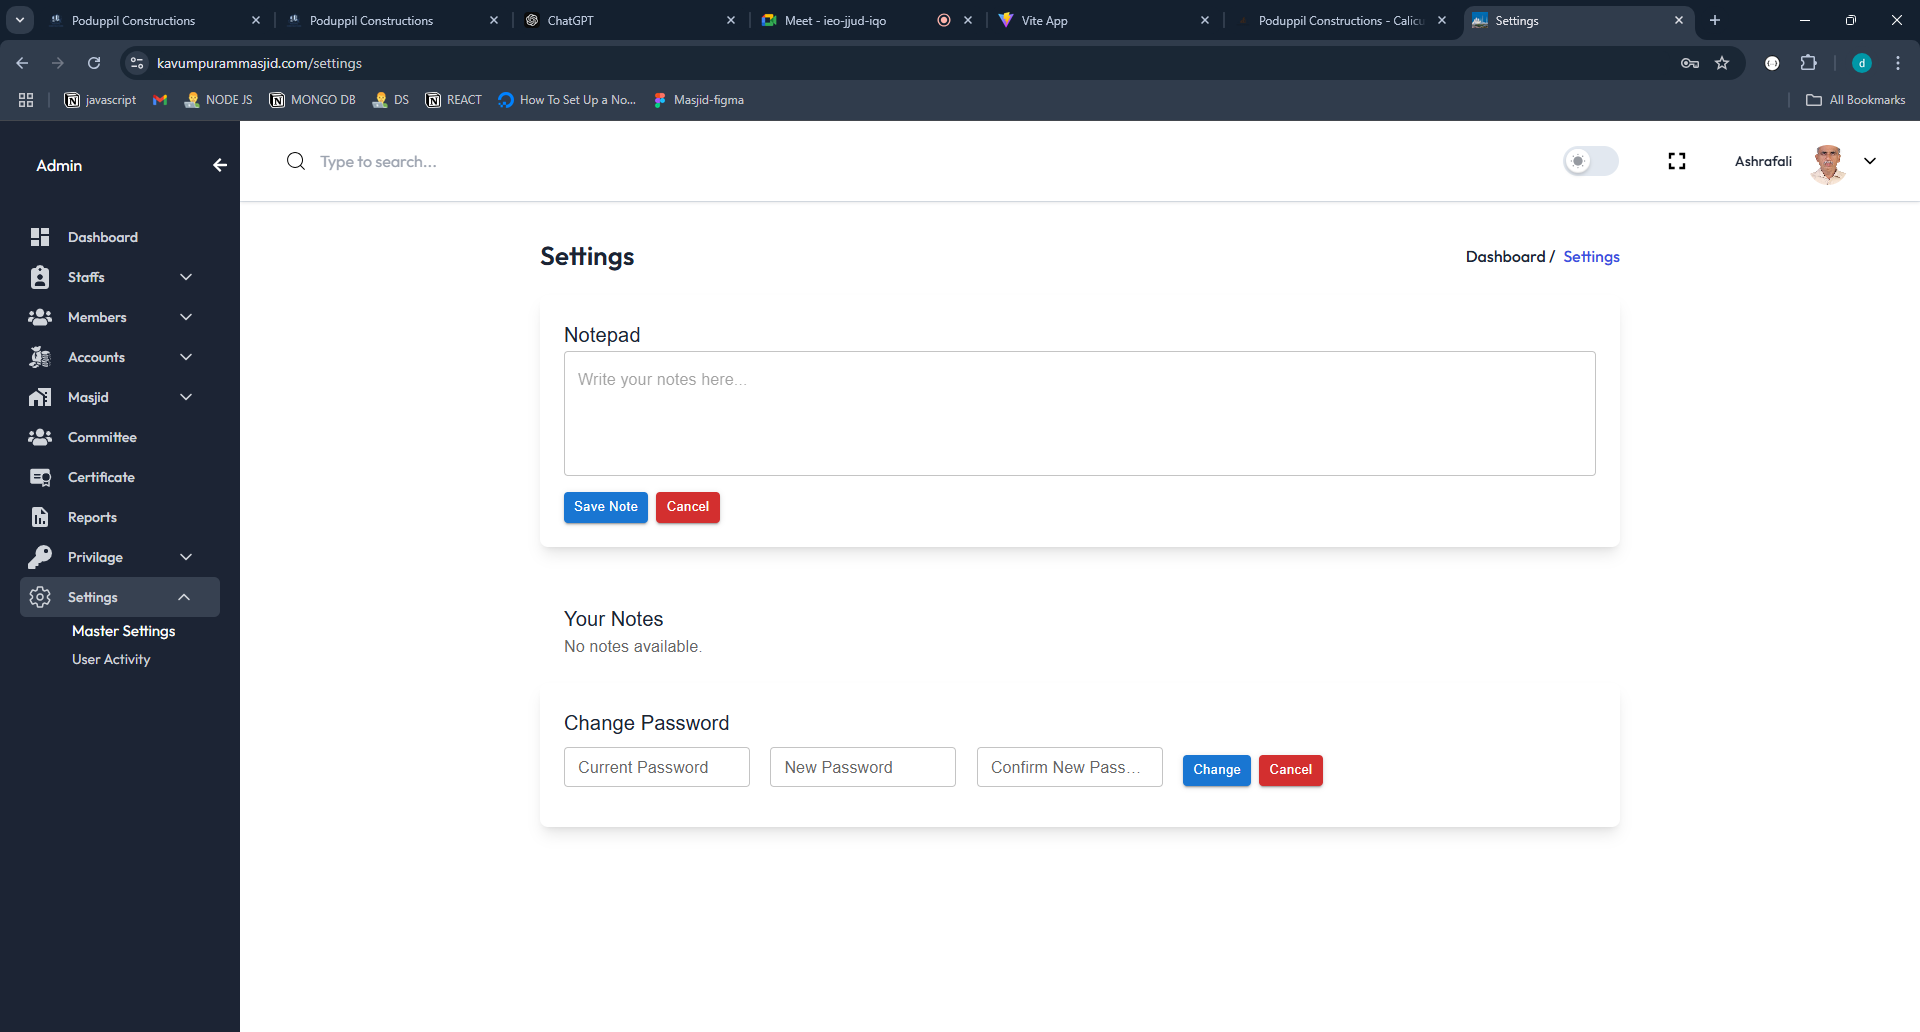 Poduppil Constructions
Poduppil Constructions
ChatGPT
Meet - ieo-jjud-iqo
Vite App
Poduppil Constructions - Calicu
Settings
kavumpurammasjid.com/settings
d
javascript
NODE JS
MONGO DB
DS
REACT
How To Set Up a No...
Masjid-figma
All Bookmarks
Admin
Type to search...
Ashrafali
Dashboard
Staffs
Members
Accounts
Masjid
Committee
Certificate
Reports
Privilage
Settings
Master Settings
User Activity
Settings
Dashboard / Settings
Notepad
Write your notes here...
Save Note
Cancel
Your Notes
No notes available.
Change Password
Current Password
New Password
Confirm New Pass...
Change
Cancel